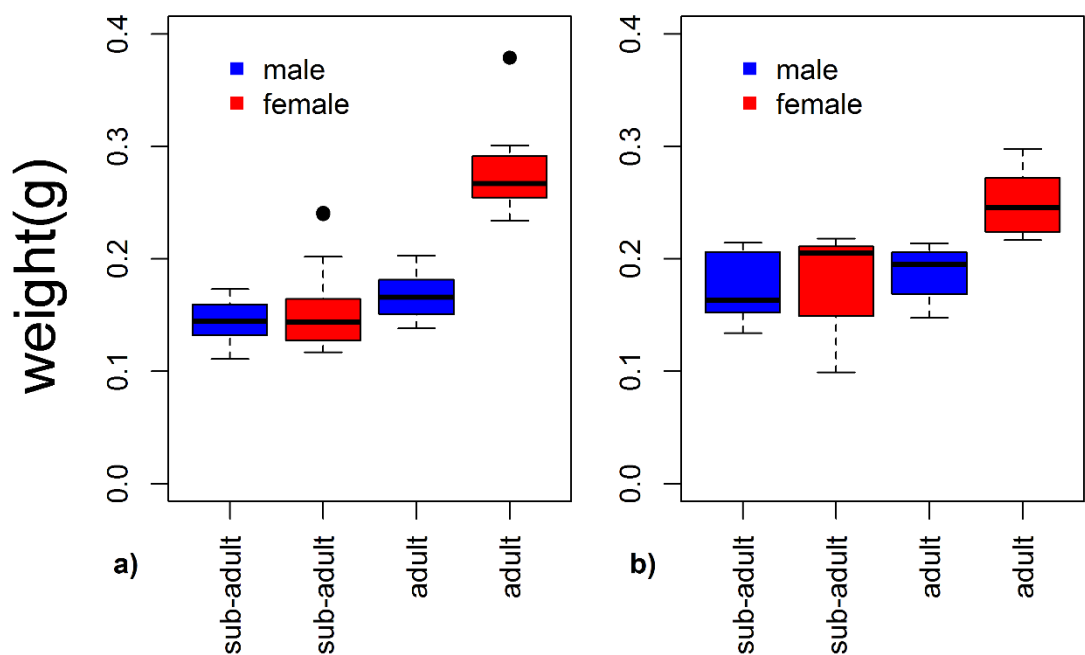 weight(g)
0.4
0.3
0.2
0.1
0.0
male
female
sub-adult
sub-adult
adult
adult
a)
0.4
0.3
0.2
0.1
0.0
male
female
sub-adult
sub-adult
adult
adult
b)